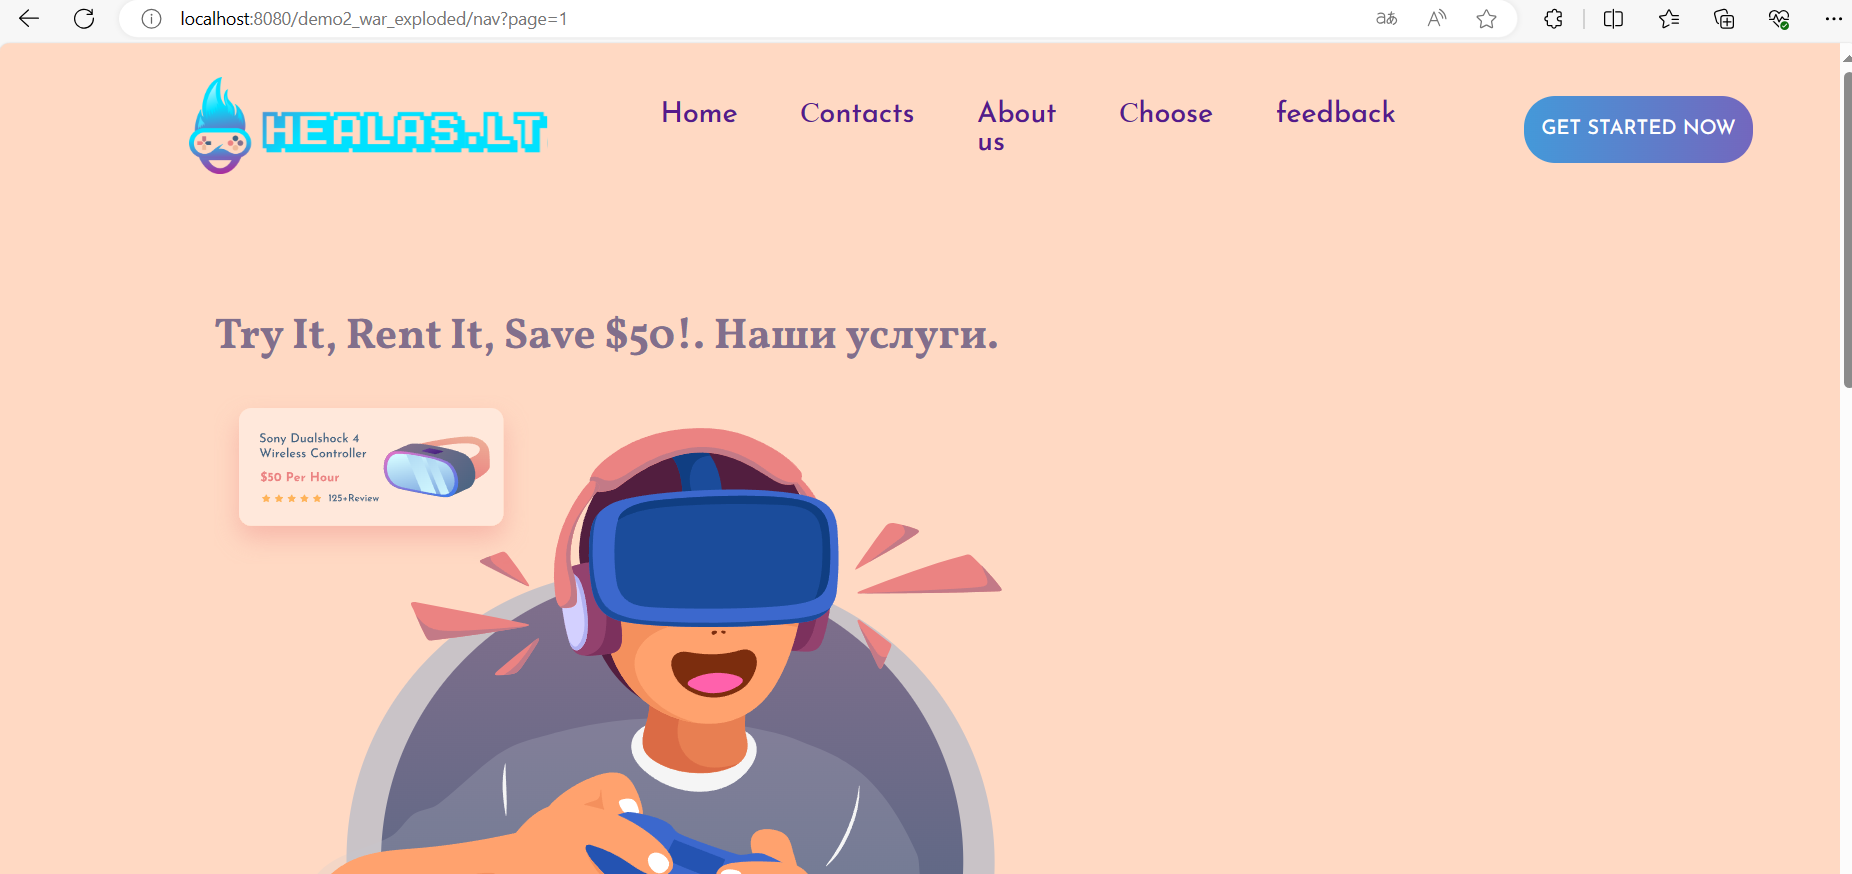 localhost:8080/demo2_war_exploded/nav?page=1
HEALAS.LT
Home Contacts About us Choose feedback
GET STARTED NOW
Try It, Rent It, Save $50!. Наши услуги.
Sony Dualshock 4
Wireless Controller
$50 Per Hour
125+Review